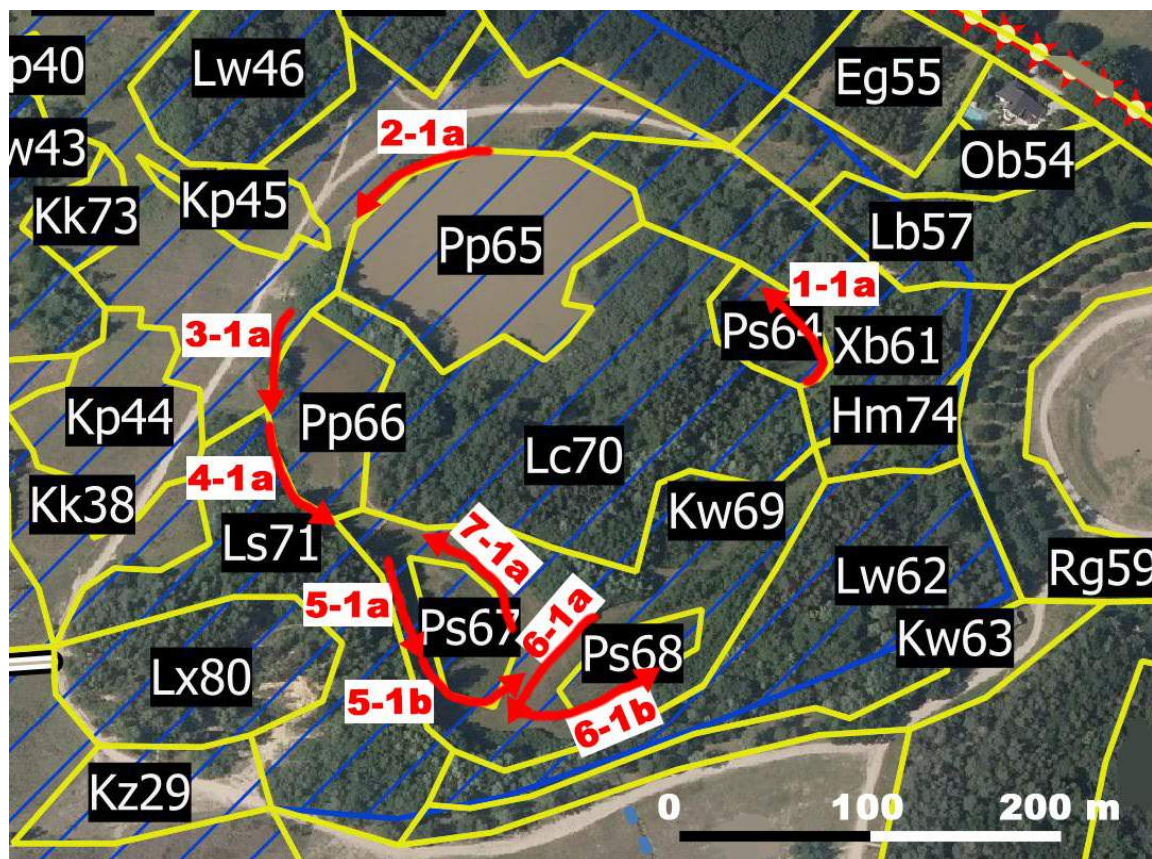 p40
Lw46
Eg55
w43
2-1a
Ob54
Kk73
Kp45
Pp65
Lb57
1-1a
3-1a
Ps64
Xb61
Kp44
Pp66
Hm74
Lc70
4-1a
Kk38
Kw69
Ls71
7-1a
Lw62
Rg59
5-1a
Ps67
6-1a
Kw63
Ps68
Lx80
5-1b
6-1b
Kz29
0 100 200 m